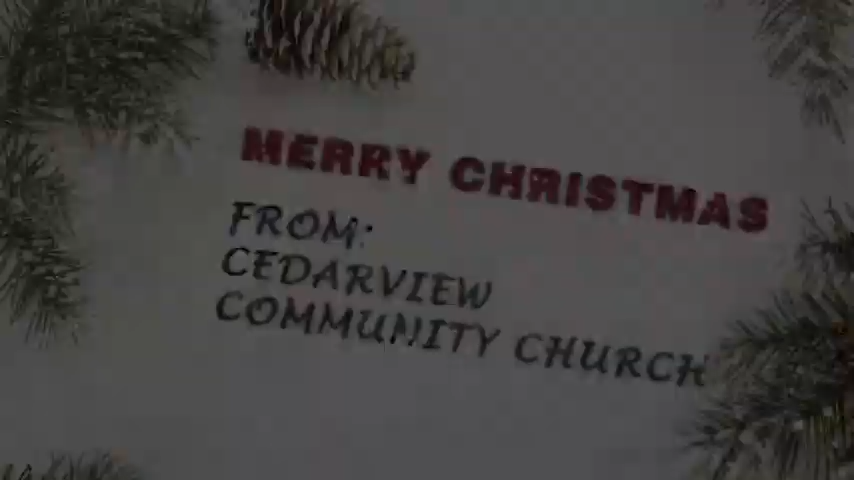 MERRY CHRISTMAS
FROM:
CEDARVIEW
COMMUNITY CHURCH